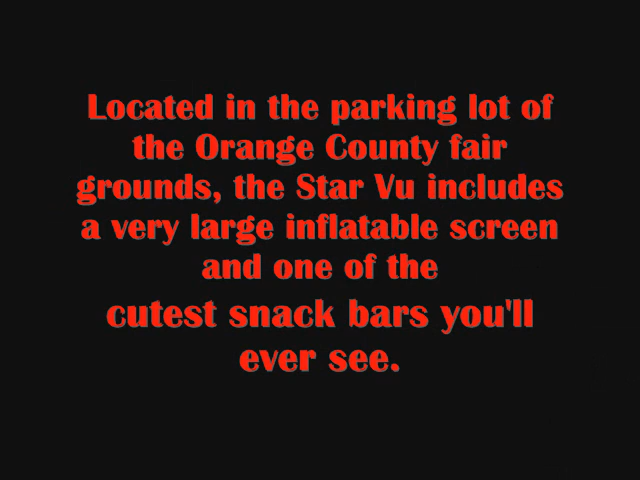 Located in the parking lot of
the Orange County fair
grounds, the Star Vu includes
a very large inflatable screen
and one of the
cutest snack bars you'll
ever see.